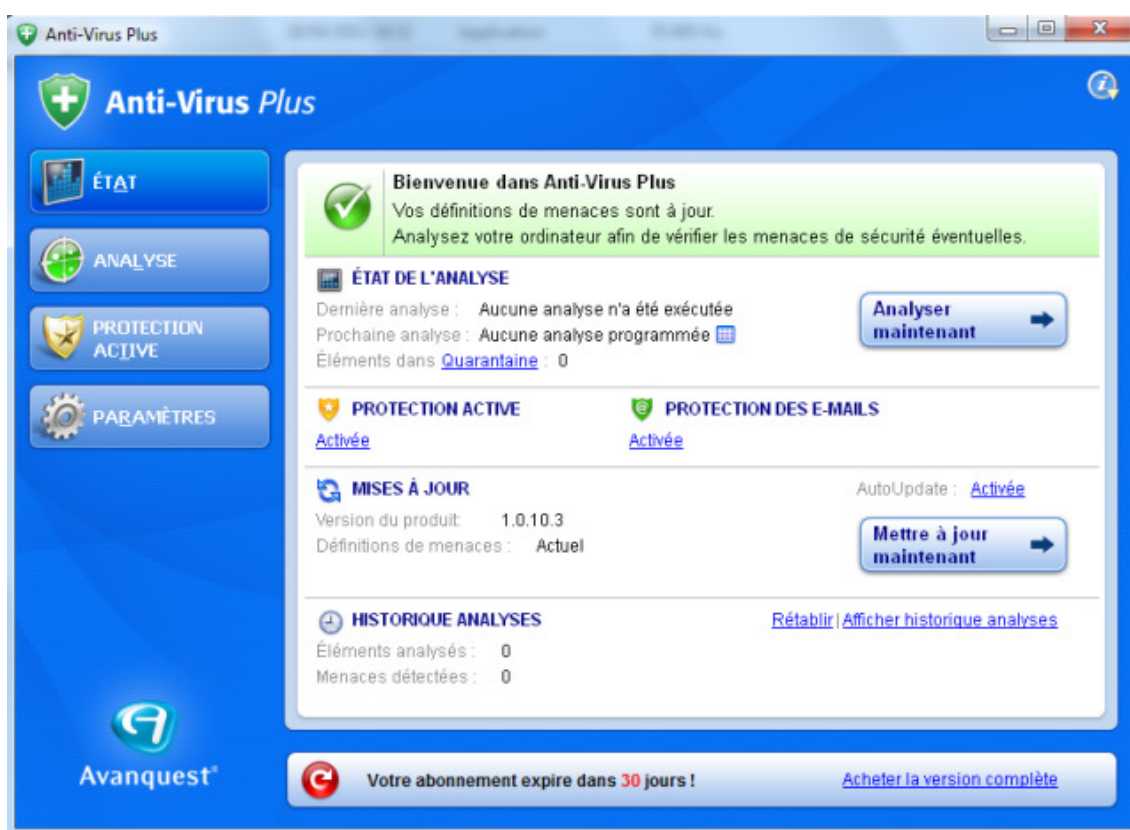 Anti-Virus Plus
Anti-Virus Plus
ÉTAT
ANALYSE
PROTECTION
ACTIVE
PARAMÈTRES
Avanquest®
Bienvenue dans Anti-Virus Plus
Vos définitions de menaces sont à jour.
Analysez votre ordinateur afin de vérifier les menaces de sécurité éventuelles.
ÉTAT DE L'ANALYSE
Dernière analyse : Aucune analyse n'a été exécutée
Prochaine analyse : Aucune analyse programmée
Éléments dans Quarantaine : 0
Analyser
maintenant
PROTECTION ACTIVE
Activée
PROTECTION DES E-MAILS
Activée
MISES À JOUR
AutoUpdate : Activée
Version du produit: 1.0.10.3
Définitions de menaces : Actuel
Mettre à jour
maintenant
HISTORIQUE ANALYSES
Rétablir | Afficher historique analyses
Éléments analysés : 0
Menaces détectées : 0
Votre abonnement expire dans 30 jours !
Acheter la version complète